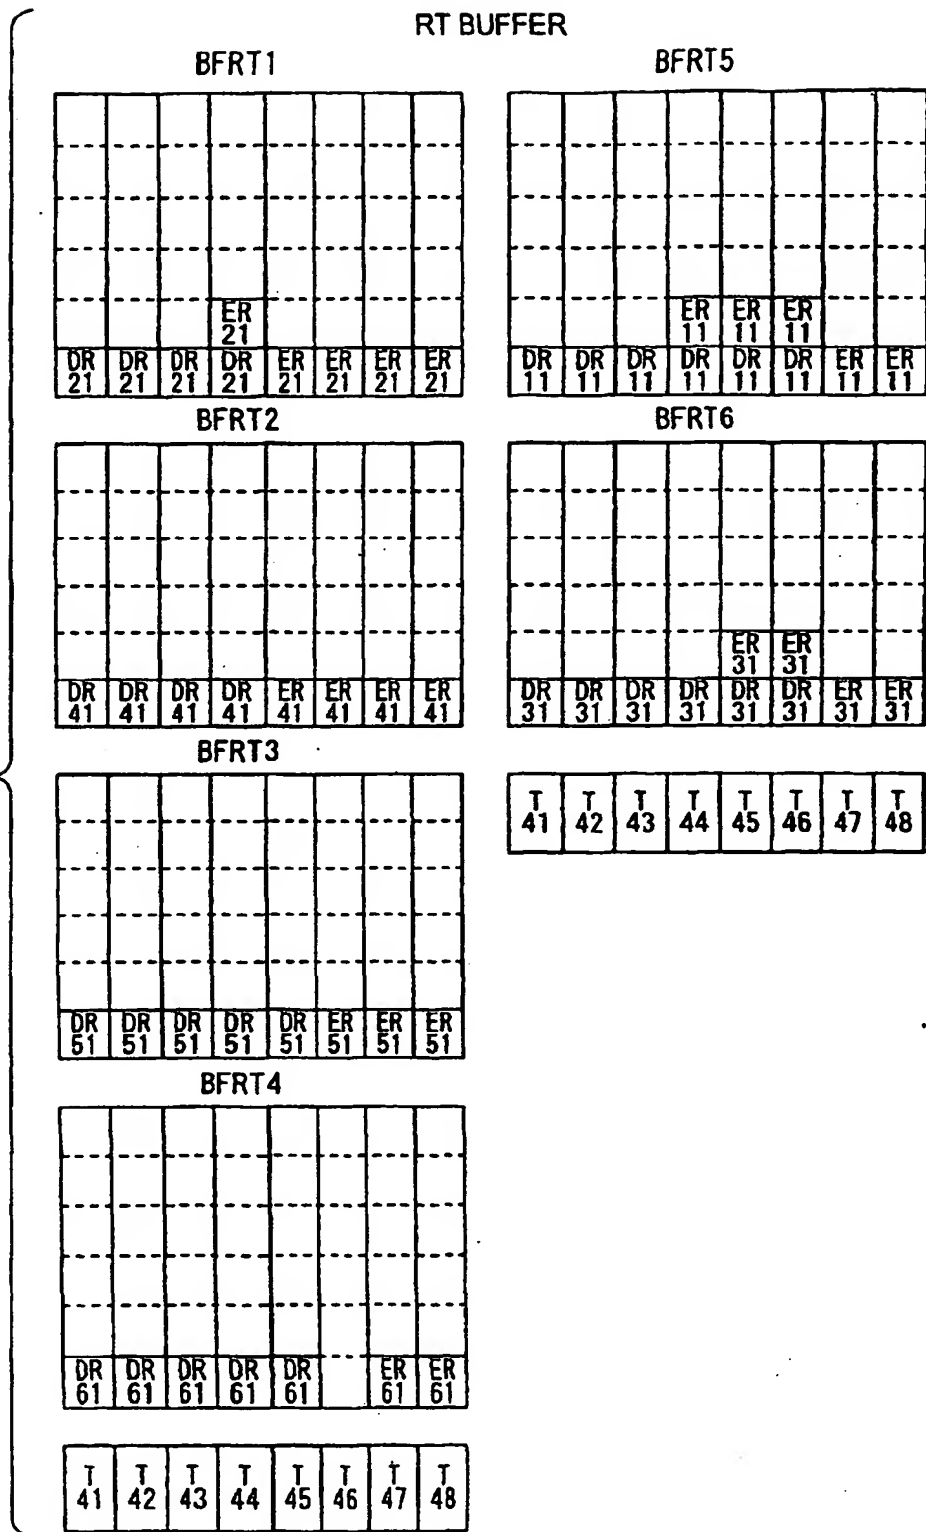 RT BUFFER
BFRT1
ER 21
DR 21 DR 21 DR 21 DR 21 ER 21 ER 21 ER 21 ER 21
BFRT2
DR 41 DR 41 DR 41 DR 41 ER 41 ER 41 ER 41 ER 41
BFRT3
DR 51 DR 51 DR 51 DR 51 DR 51 ER 51 ER 51 ER 51
BFRT4
DR 61 DR 61 DR 61 DR 61 DR 61 ER 61 ER 61
T 41 T 42 T 43 T 44 T 45 T 46 T 47 T 48
BFRT5
ER 11 ER 11 ER 11
DR 11 DR 11 DR 11 DR 11 DR 11 DR 11 ER 11 ER 11
BFRT6
ER 31 ER 31
DR 31 DR 31 DR 31 DR 31 DR 31 DR 31 ER 31 ER 31
T 41 T 42 T 43 T 44 T 45 T 46 T 47 T 48